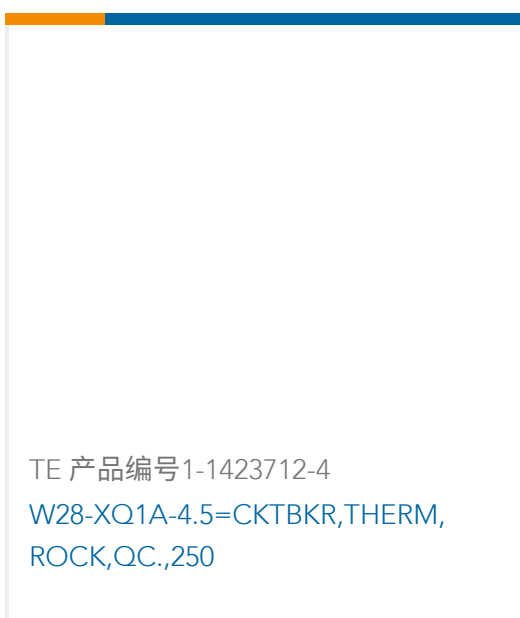 TE 产品编号1-1423712-4
W28-XQ1A-4.5=CKTBKR,THERM,
ROCK,QC.,250